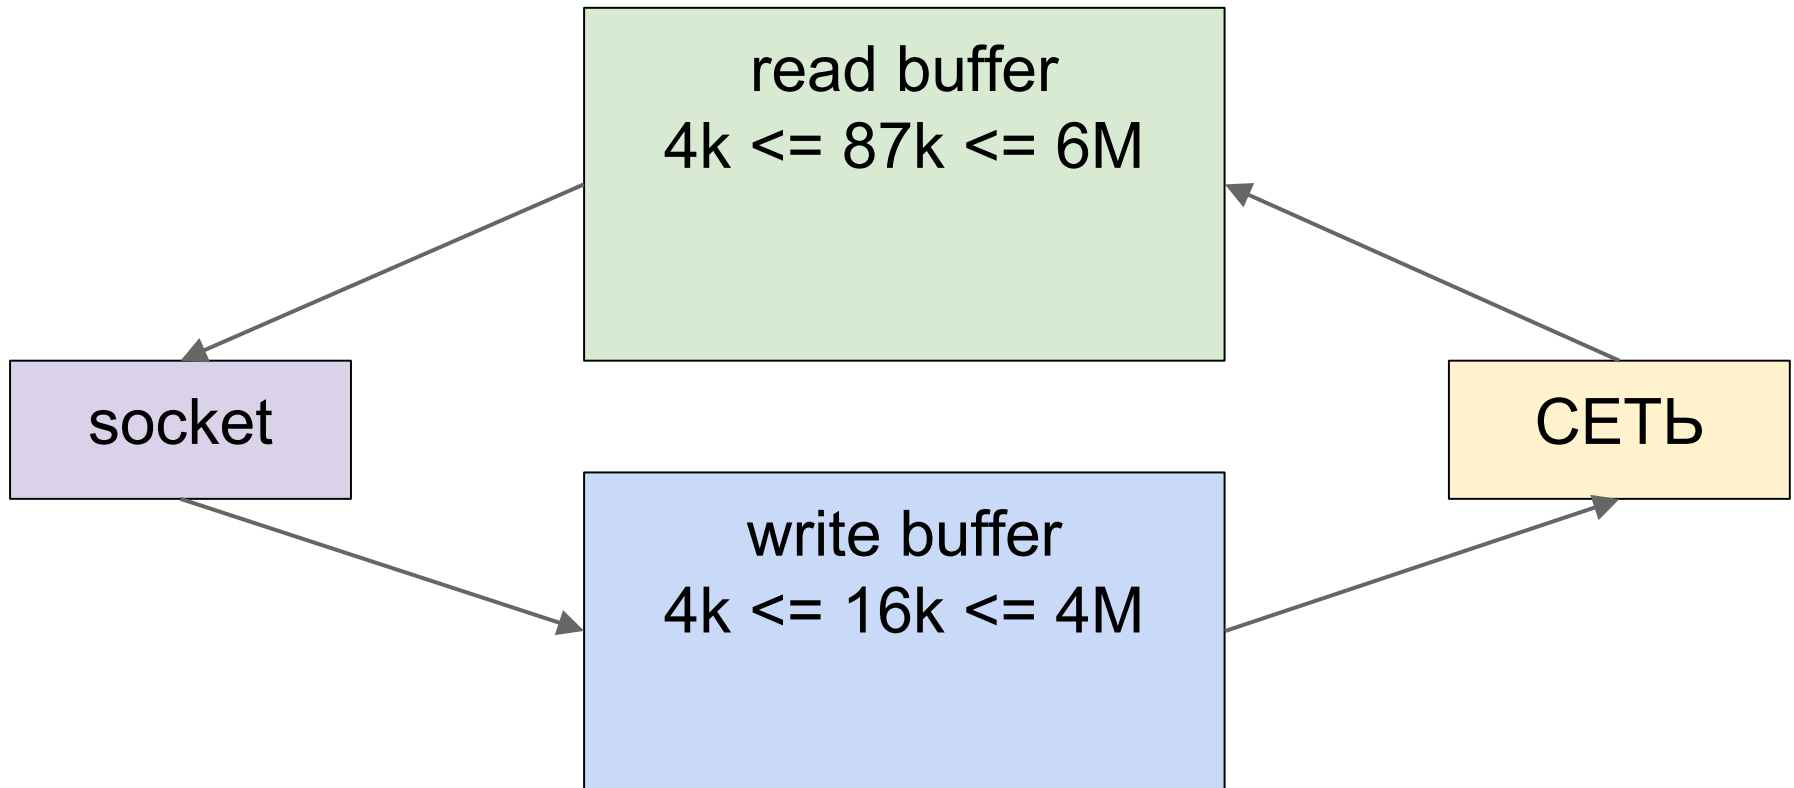 read buffer
4k <= 87k <= 6M
socket
СЕТЬ
write buffer
4k <= 16k <= 4M